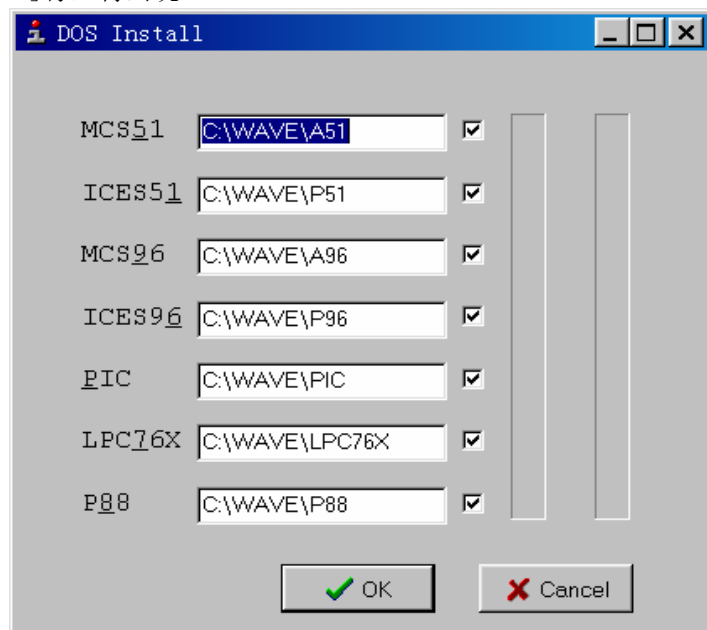 DOS Install
MCS51 C:\WAVE\A51
ICES51 C:\WAVE\P51
MCS96 C:\WAVE\A96
ICES96 C:\WAVE\P96
PIC C:\WAVE\PIC
LPC76X C:\WAVE\LPC76X
P88 C:\WAVE\P88
OK Cancel